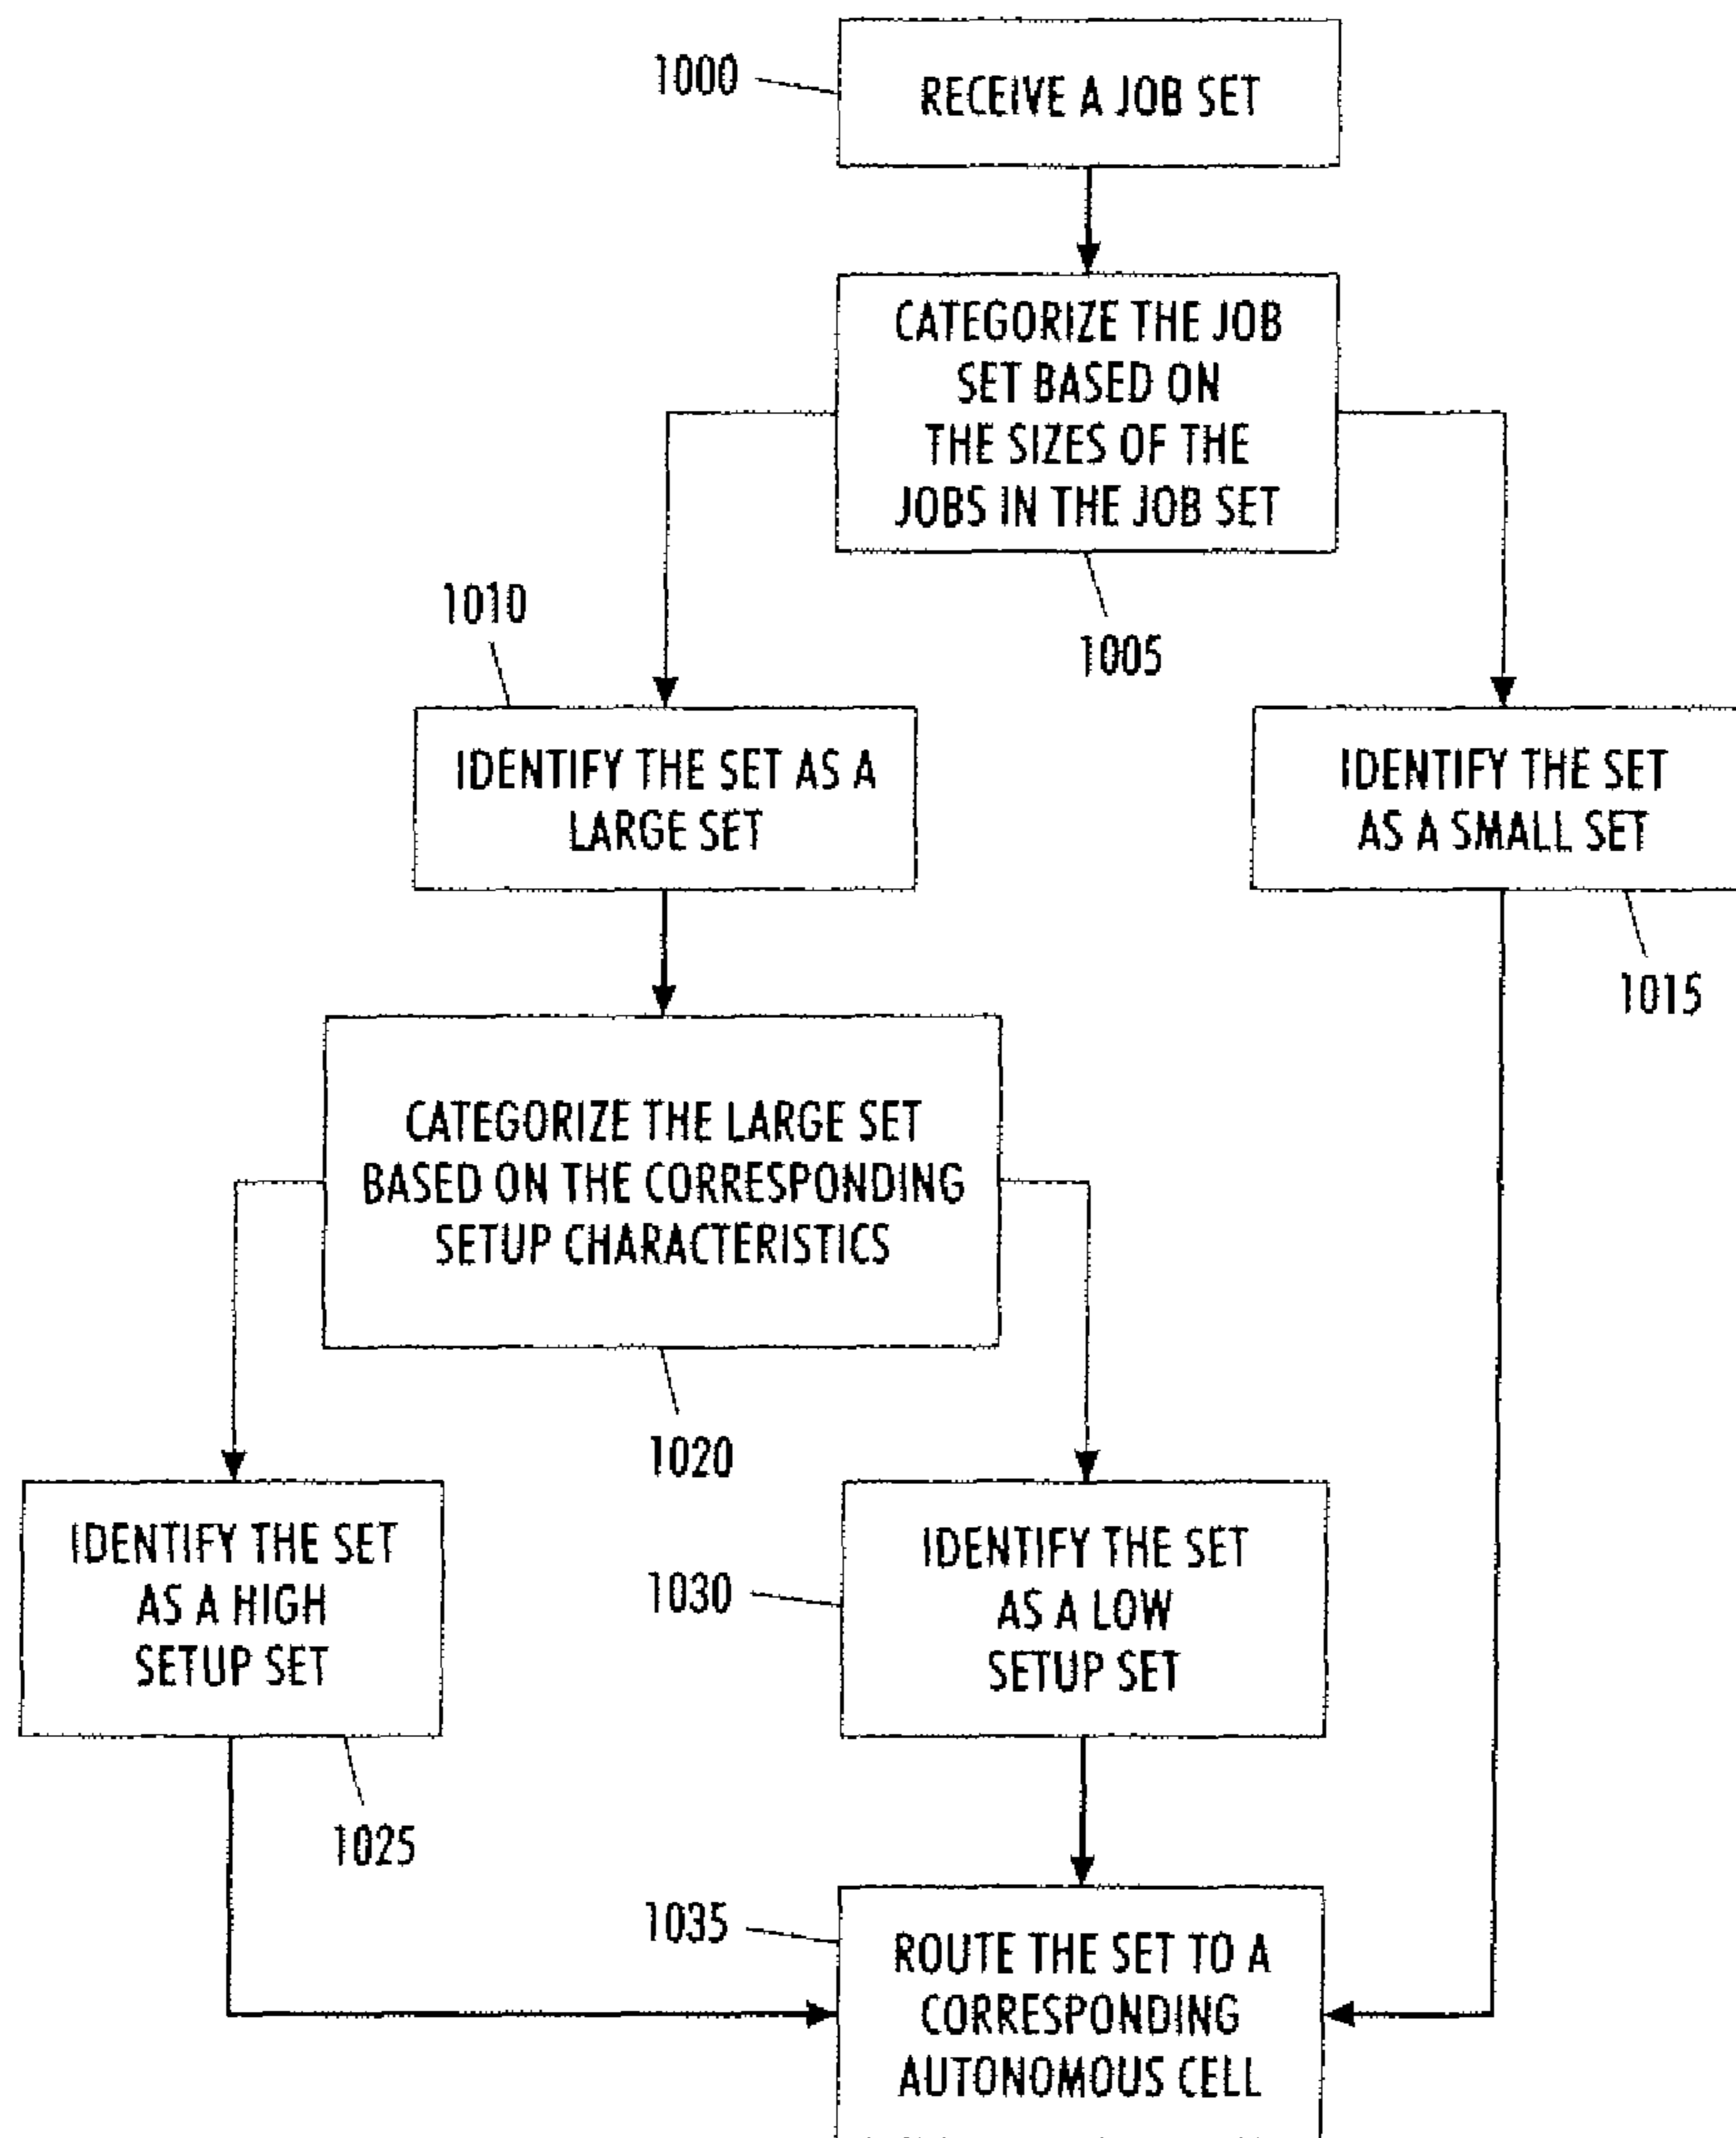 1000
RECEIVE A JOB SET
CATEGORIZE THE JOB
SET BASED ON
THE SIZES OF THE
JOBS IN THE JOB SET
1005
1010
IDENTIFY THE SET AS A
LARGE SET
IDENTIFY THE SET
AS A SMALL SET
1015
CATEGORIZE THE LARGE SET
BASED ON THE CORRESPONDING
SETUP CHARACTERISTICS
1020
IDENTIFY THE SET
AS A HIGH
SETUP SET
1025
1030
IDENTIFY THE SET
AS A LOW
SETUP SET
1035
ROUTE THE SET TO A
CORRESPONDING
AUTONOMOUS CELL